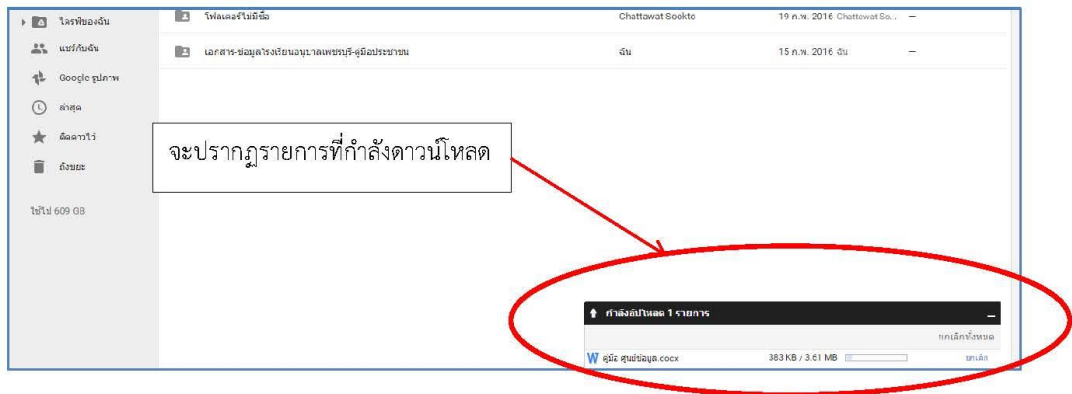 ไดรฟ์ของฉัน
แชร์กับฉัน
Google รูปภาพ
ล่าสุด
ติดดาวไว้
ถังขยะ
ใช้ไป 609 GB
โฟลเดอร์ไม่มีชื่อ Chattawat Sookto 19 ก.พ. 2016 Chattawat So... –
เอกสาร-ข้อมูลโรงเรียนอนุบาลเพชรบุรี-คู่มือประชาชน ฉัน 15 ก.พ. 2016 ฉัน –
จะปรากฏรายการที่กำลังดาวน์โหลด
กำลังอัปโหลด 1 รายการ
ยกเลิกทั้งหมด
W คู่มือ ศูนย์ข้อมูล.docx 383 KB / 3.61 MB ยกเลิก